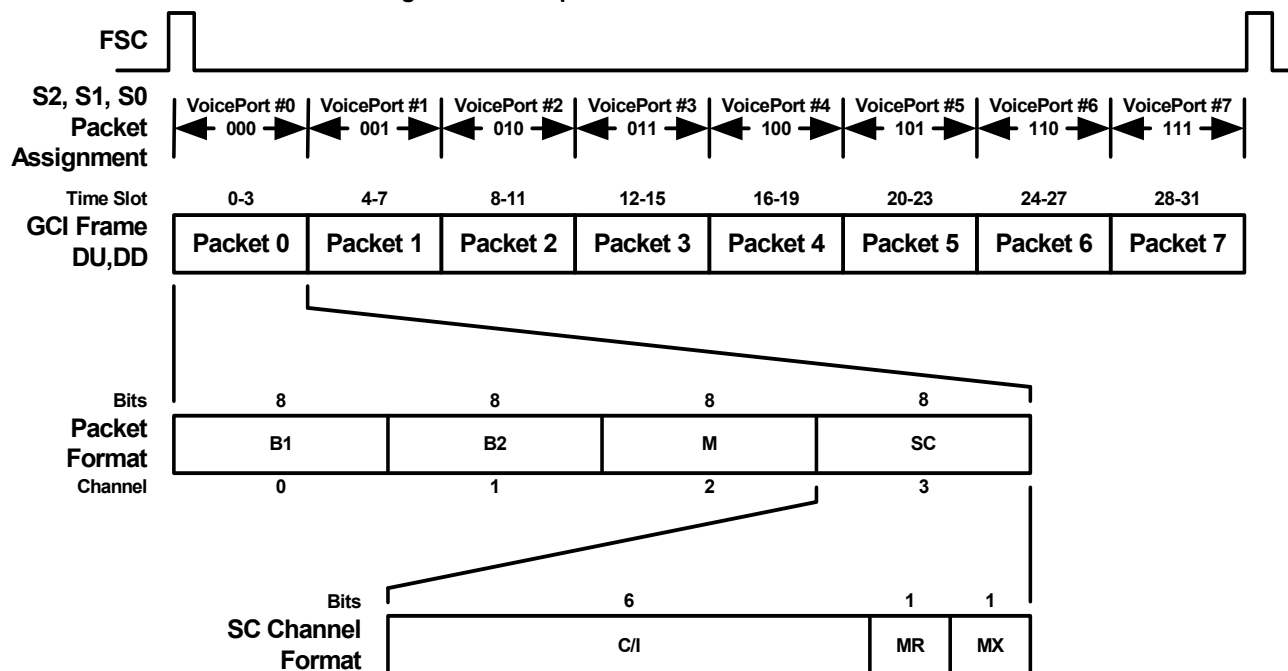 FSC
S2, S1, S0
Packet
Assignment
VoicePort #0 VoicePort #1 VoicePort #2 VoicePort #3 VoicePort #4 VoicePort #5 VoicePort #6 VoicePort #7
000 001 010 011 100 101 110 111
Time Slot 0-3 4-7 8-11 12-15 16-19 20-23 24-27 28-31
GCI Frame
DU,DD
Packet 0 Packet 1 Packet 2 Packet 3 Packet 4 Packet 5 Packet 6 Packet 7
Bits 8 8 8 8
Packet
Format
B1 B2 M SC
Channel 0 1 2 3
Bits 6 1 1
SC Channel
Format
C/I MR MX